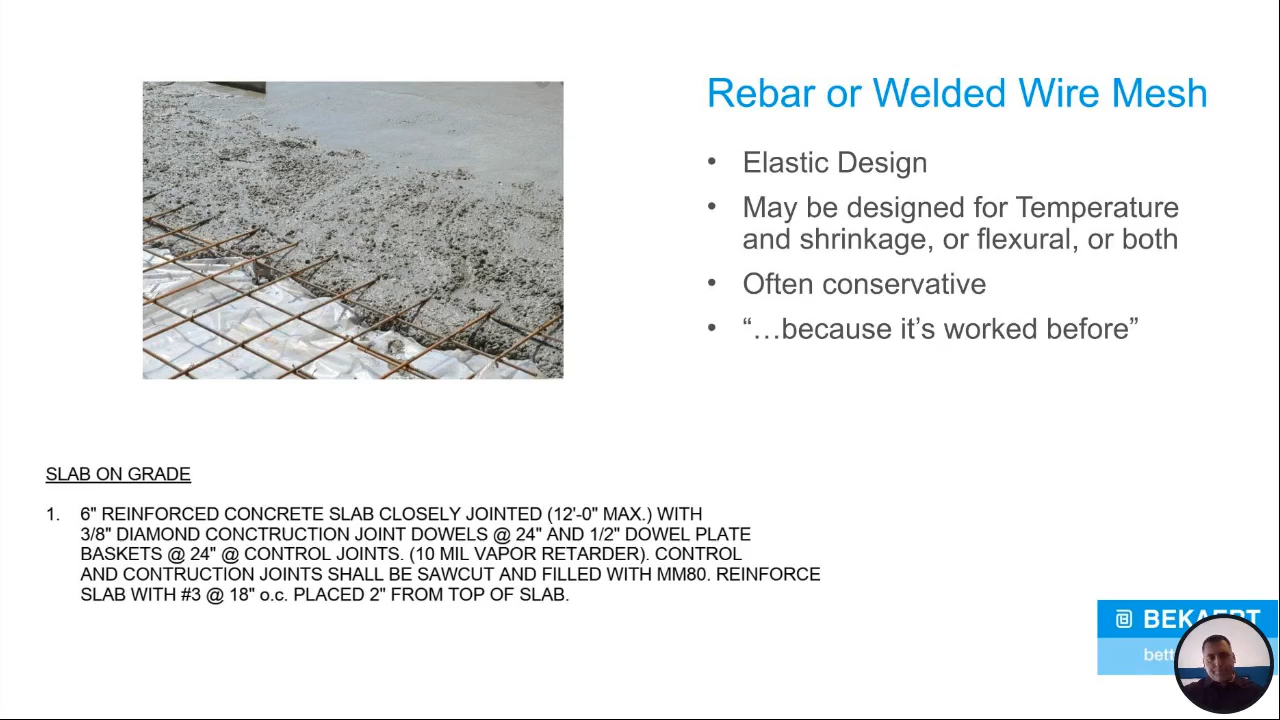 Rebar or Welded Wire Mesh
• Elastic Design
• May be designed for Temperature
and shrinkage, or flexural, or both
• Often conservative
• “…because it’s worked before”
SLAB ON GRADE
1. 6" REINFORCED CONCRETE SLAB CLOSELY JOINTED (12'-0" MAX.) WITH
3/8" DIAMOND CONCTRUCTION JOINT DOWELS @ 24" AND 1/2" DOWEL PLATE
BASKETS @ 24" @ CONTROL JOINTS. (10 MIL VAPOR RETARDER). CONTROL
AND CONTRUCTION JOINTS SHALL BE SAWCUT AND FILLED WITH MM80. REINFORCE
SLAB WITH #3 @ 18" o.c. PLACED 2" FROM TOP OF SLAB.
BEKAERT